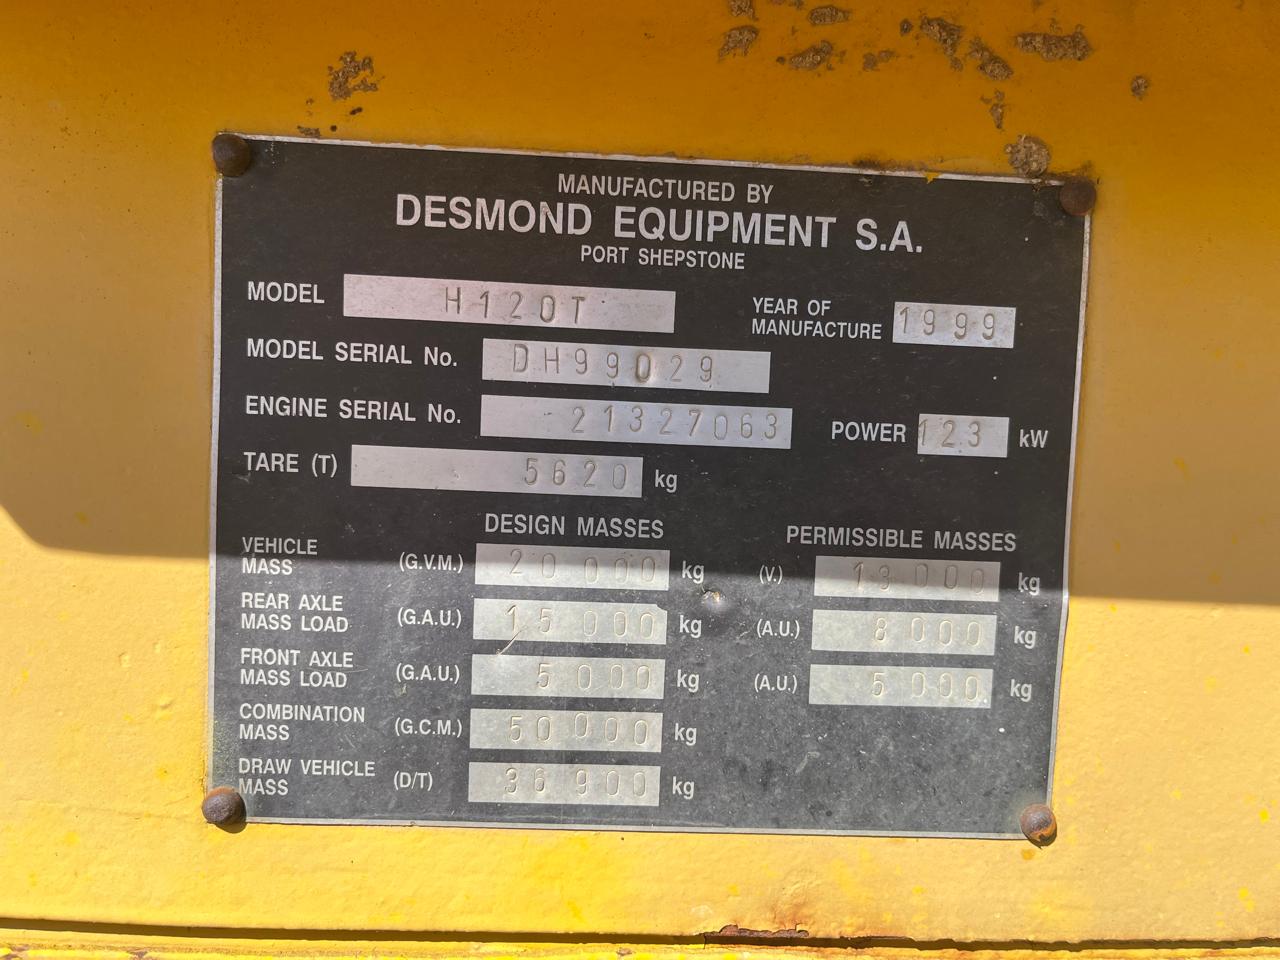 MANUFACTURED BY
DESMOND EQUIPMENT S.A.
PORT SHEPSTONE
MODEL H120T
YEAR OF
MANUFACTURE 1999
MODEL SERIAL No. DH99029
ENGINE SERIAL No. 21327063 POWER 123 kW
TARE (T) 5620 kg
DESIGN MASSES PERMISSIBLE MASSES
VEHICLE
MASS (G.V.M.) 20 000 kg (V.) 13 000 kg
REAR AXLE
MASS LOAD (G.A.U.) 15 000 kg (A.U.) 8 000 kg
FRONT AXLE
MASS LOAD (G.A.U.) 5 000 kg (A.U.) 5 000 kg
COMBINATION
MASS (G.C.M.) 50 000 kg
DRAW VEHICLE
MASS (D/T) 36 900 kg